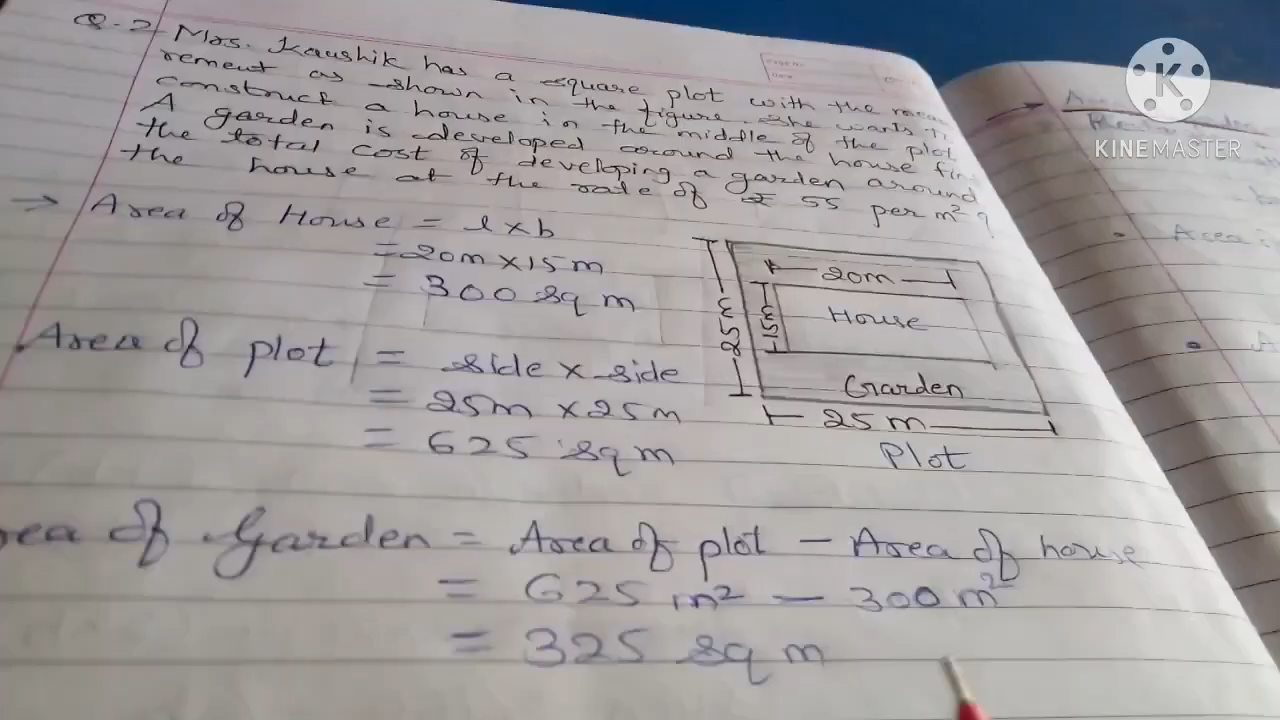 Q.2 Mrs. Kaushik has a square plot with the
rement as shown in the figure. She wants
construct a house in the middle of the plot
A garden is developed around the house
the total cost of developing a garden around
the house at the rate of ₹ 55 per m² ?
→ Area of House = l x b
= 20m x 15m
= 300 sq m
20m
House
15m
25m
Garden
25m
Plot
Area of plot = side x side
= 25m x 25m
= 625 sq m
of Garden = Area of plot - Area of house
= 625 m² - 300 m²
= 325 sq m
K
KINEMASTER